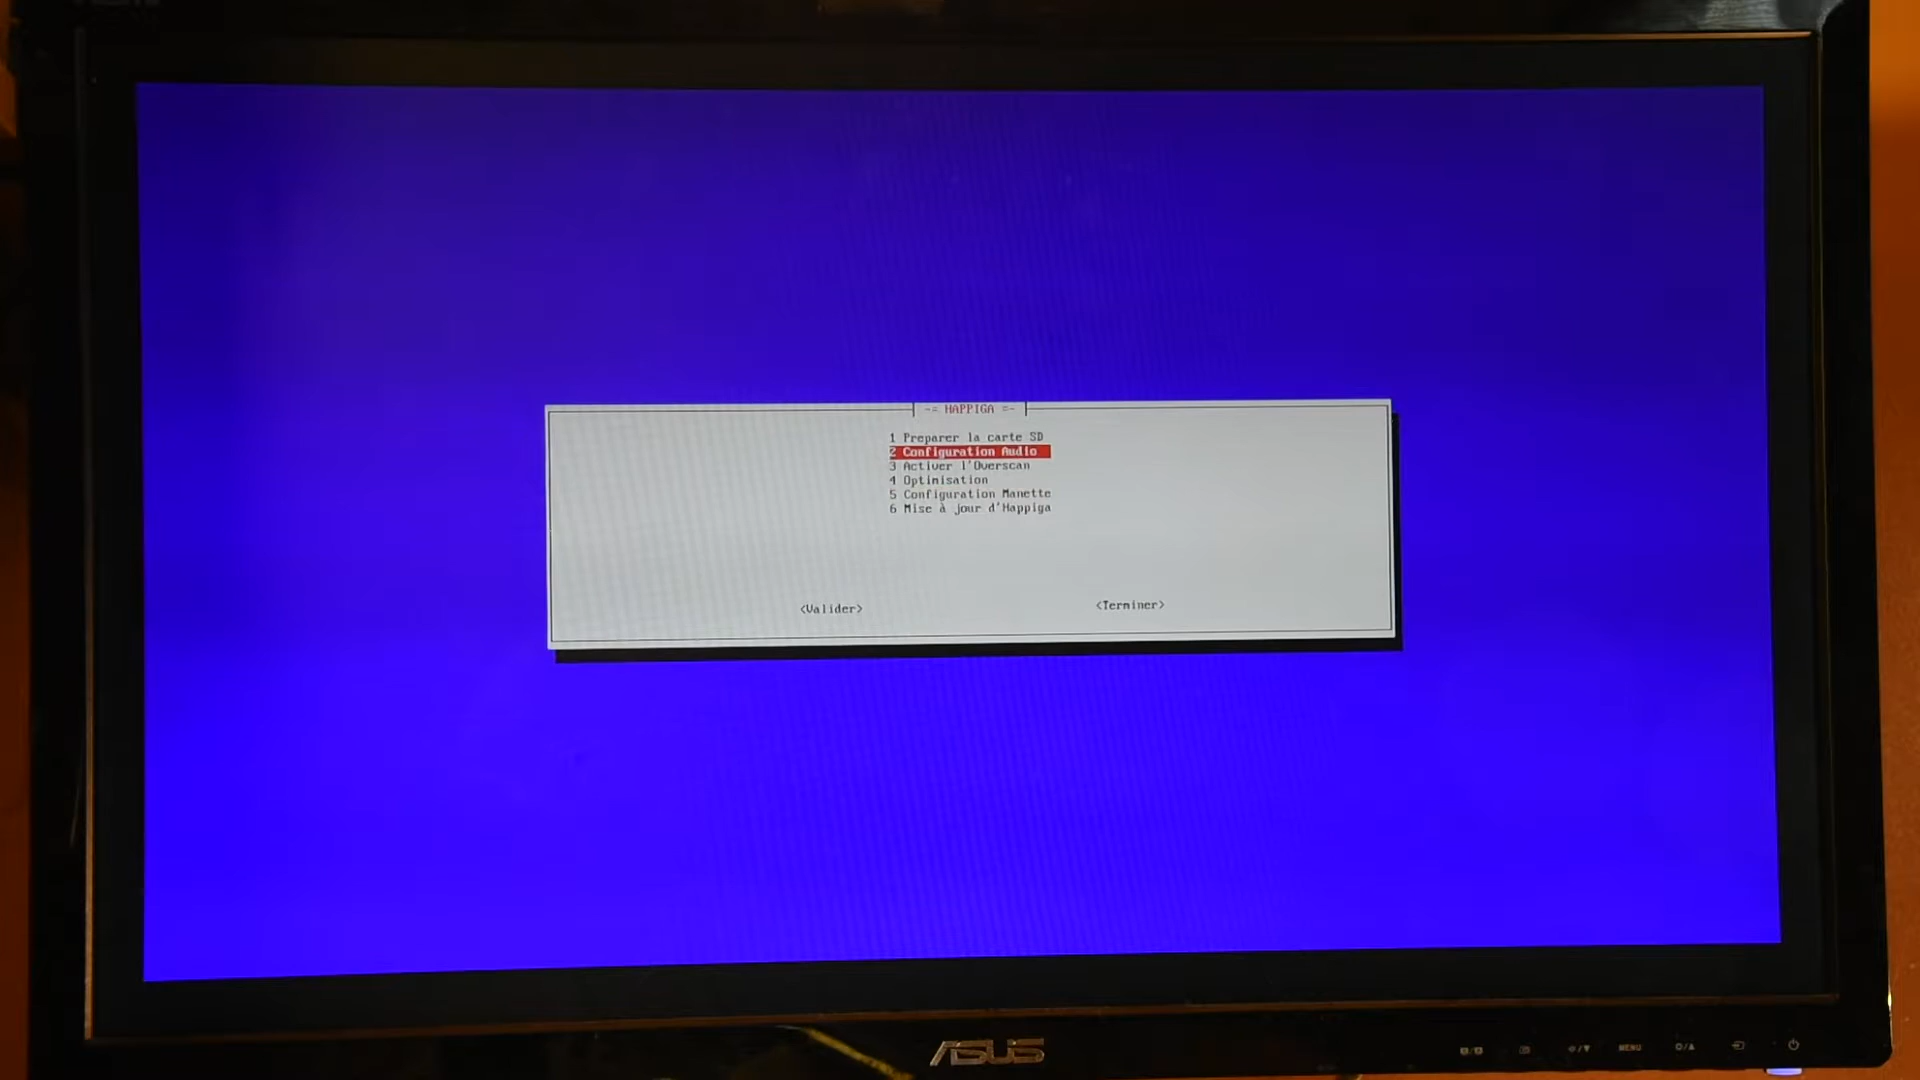 -= HAPPIGA =-
1 Preparer la carte SD
2 Configuration Audio
3 Activer l'Overscan
4 Optimisation
5 Configuration Manette
6 Mise à jour d'Happiga
<Valider>
<Terminer>
ASUS
MENU